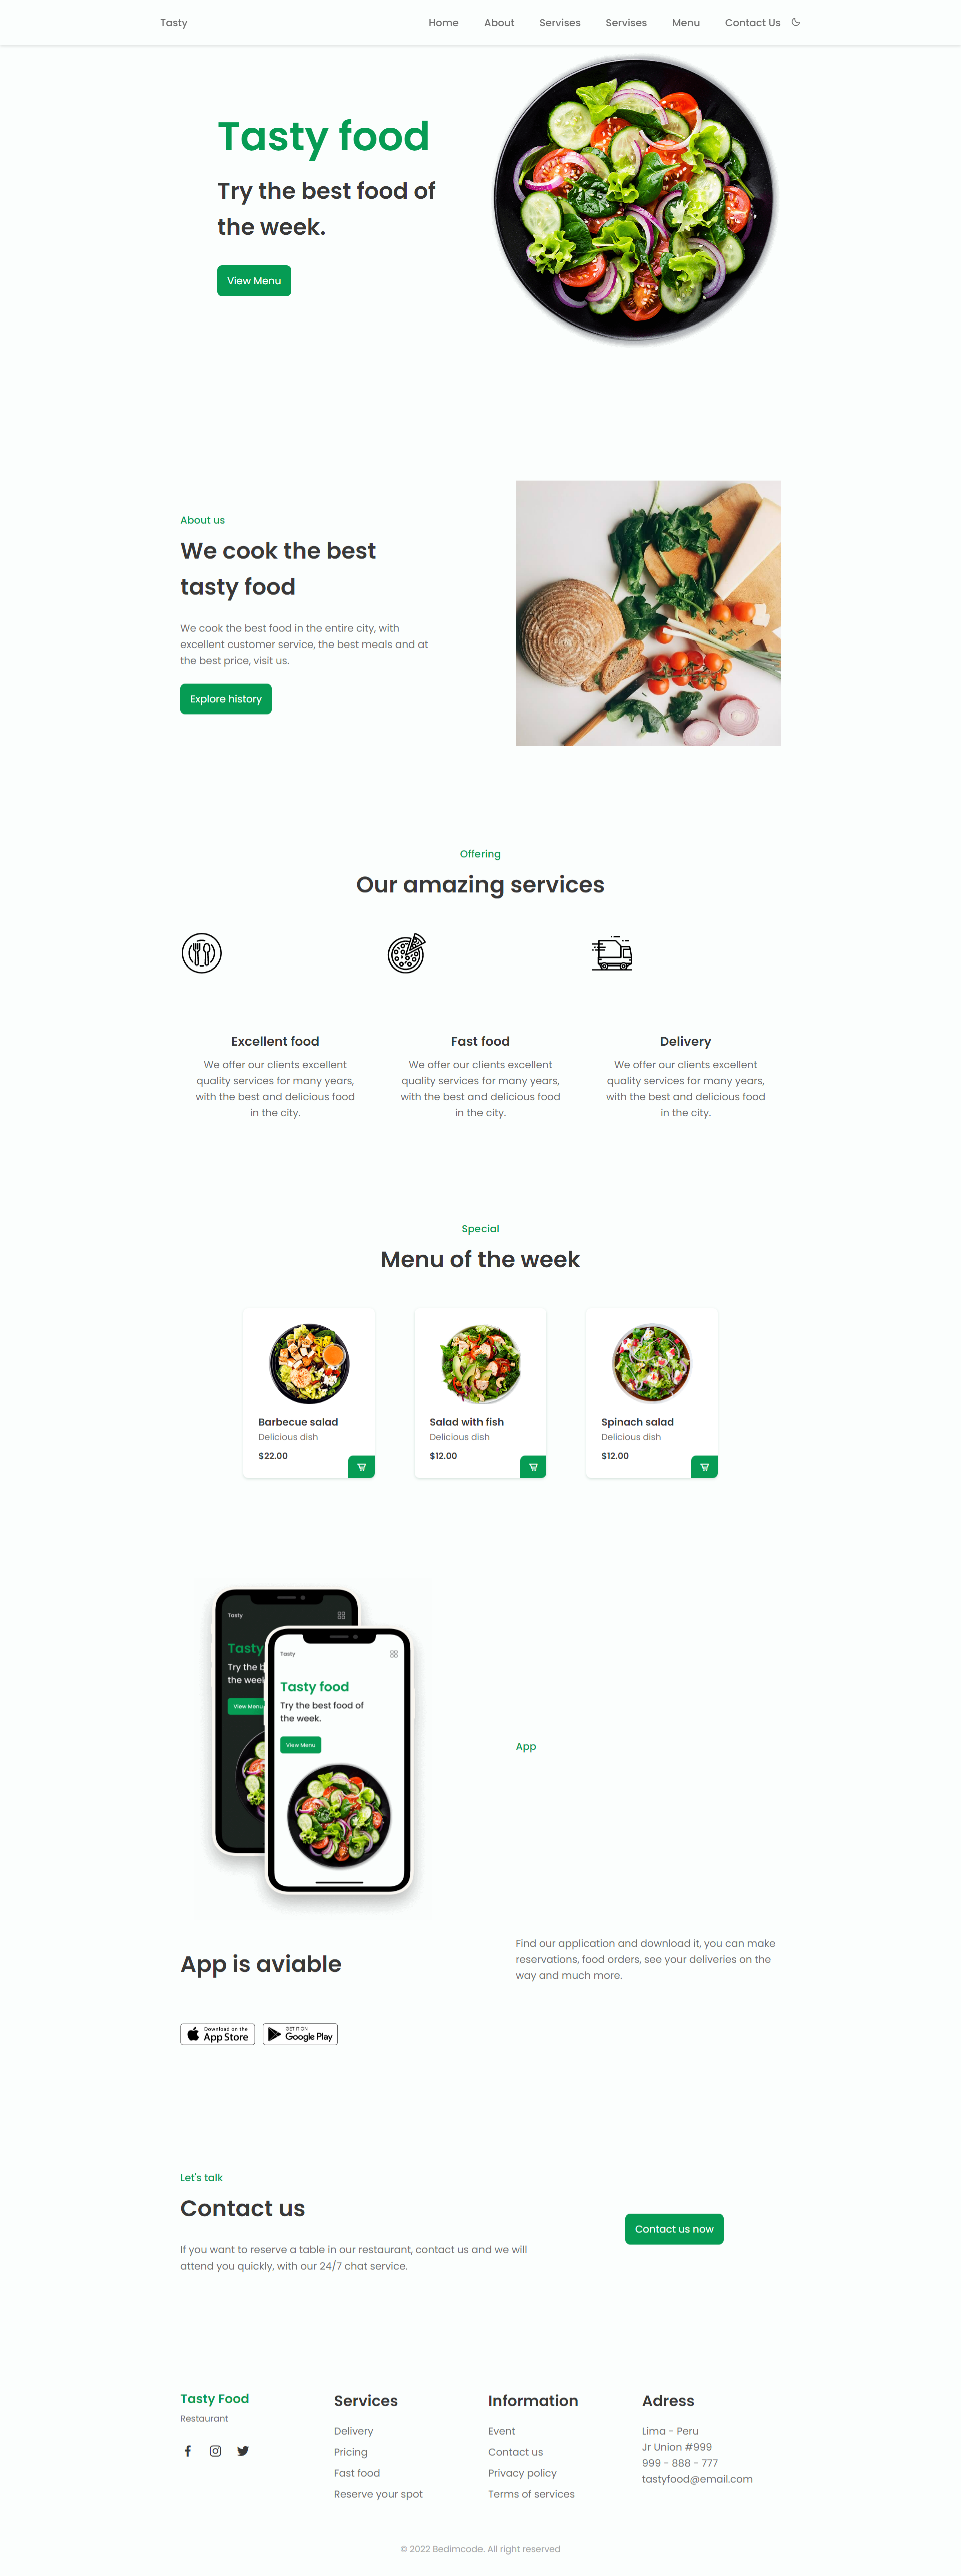 Tasty
Home About Servises Servises Menu Contact Us
Tasty food
Try the best food of
the week.
View Menu
About us
We cook the best
tasty food
We cook the best food in the entire city, with
excellent customer service, the best meals and at
the best price, visit us.
Explore history
Offering
Our amazing services
Excellent food
We offer our clients excellent
quality services for many years,
with the best and delicious food
in the city.
Fast food
We offer our clients excellent
quality services for many years,
with the best and delicious food
in the city.
Delivery
We offer our clients excellent
quality services for many years,
with the best and delicious food
in the city.
Special
Menu of the week
Barbecue salad
Delicious dish
$22.00
Salad with fish
Delicious dish
$12.00
Spinach salad
Delicious dish
$12.00
Tasty
Tasty
Try the b
the week
View Menu
Tasty
Tasty food
Try the best food of
the week.
View Menu
App
App is aviable
Find our application and download it, you can make
reservations, food orders, see your deliveries on the
way and much more.
Download on the
App Store
GET IT ON
Google Play
Let's talk
Contact us
If you want to reserve a table in our restaurant, contact us and we will
attend you quickly, with our 24/7 chat service.
Contact us now
Tasty Food
Restaurant
Services
Delivery
Pricing
Fast food
Reserve your spot
Information
Event
Contact us
Privacy policy
Terms of services
Adress
Lima - Peru
Jr Union #999
999 - 888 - 777
tastyfood@email.com
© 2022 Bedimcode. All right reserved